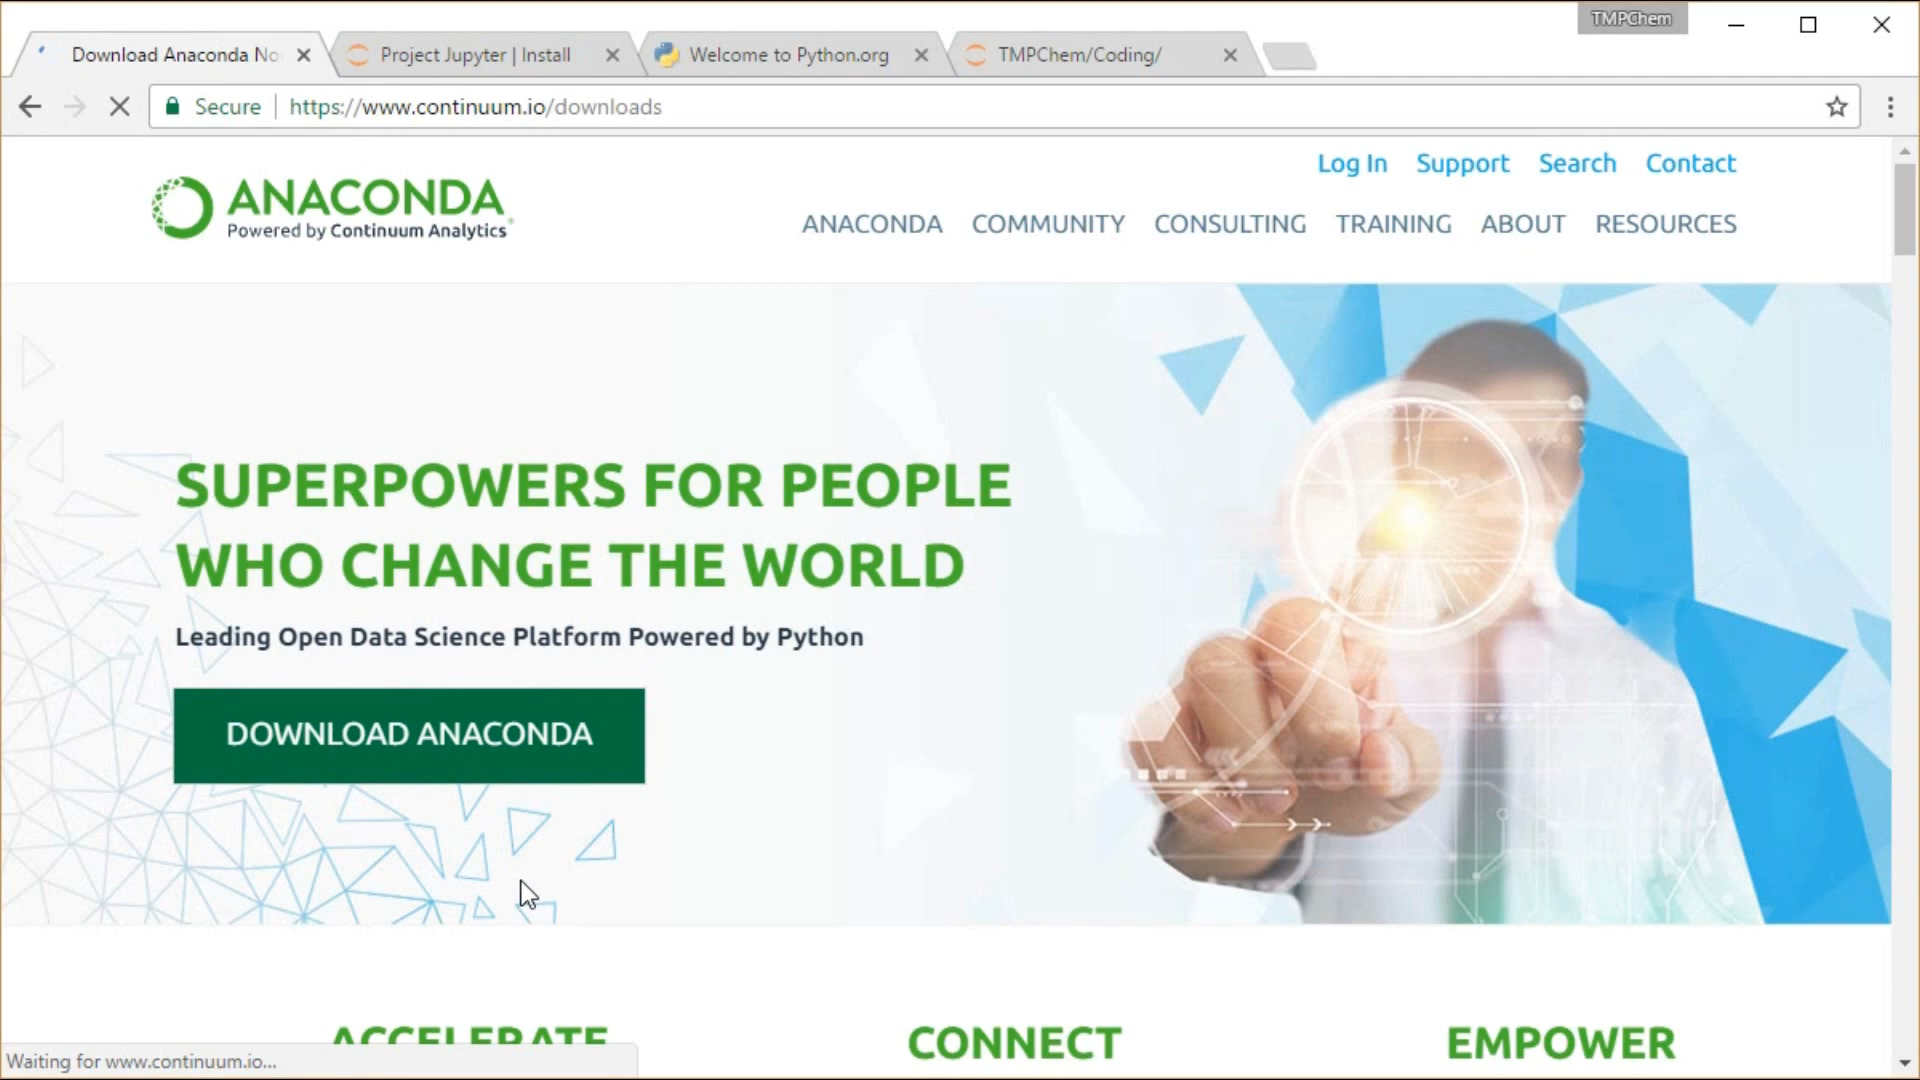 TMPChem
Download Anaconda No
Project Jupyter | Install
Welcome to Python.org
TMPChem/Coding/
Secure
https://www.continuum.io/downloads
Log In
Support
Search
Contact
ANACONDA
Powered by Continuum Analytics
ANACONDA
COMMUNITY
CONSULTING
TRAINING
ABOUT
RESOURCES
SUPERPOWERS FOR PEOPLE
WHO CHANGE THE WORLD
Leading Open Data Science Platform Powered by Python
DOWNLOAD ANACONDA
ACCELERATE
CONNECT
EMPOWER
Waiting for www.continuum.io...